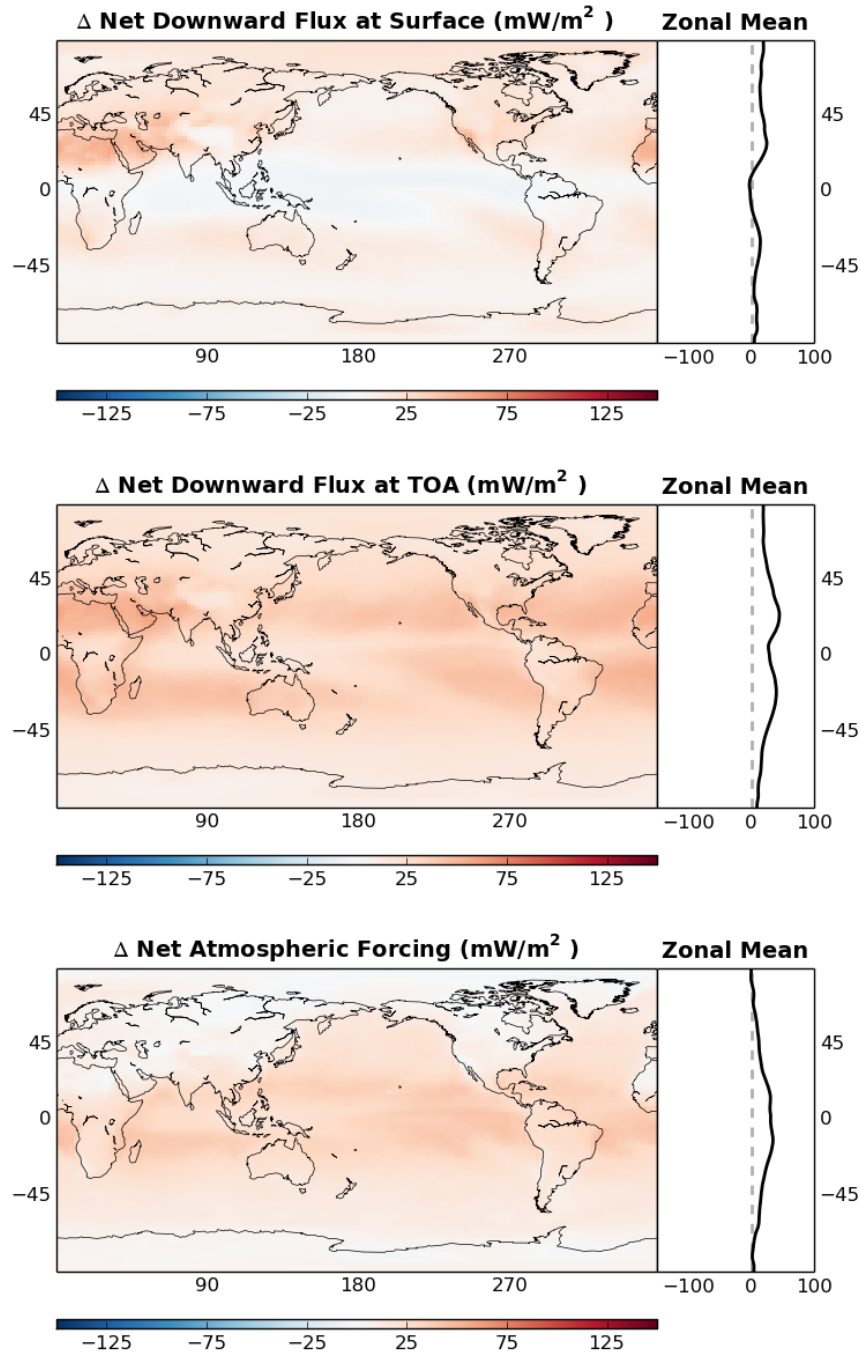 Δ Net Downward Flux at Surface (mW/m² ) Zonal Mean
45 45
0 0
−45 −45
90 180 270 −100 0 100
−125 −75 −25 25 75 125
Δ Net Downward Flux at TOA (mW/m² ) Zonal Mean
45 45
0 0
−45 −45
90 180 270 −100 0 100
−125 −75 −25 25 75 125
Δ Net Atmospheric Forcing (mW/m² ) Zonal Mean
45 45
0 0
−45 −45
90 180 270 −100 0 100
−125 −75 −25 25 75 125